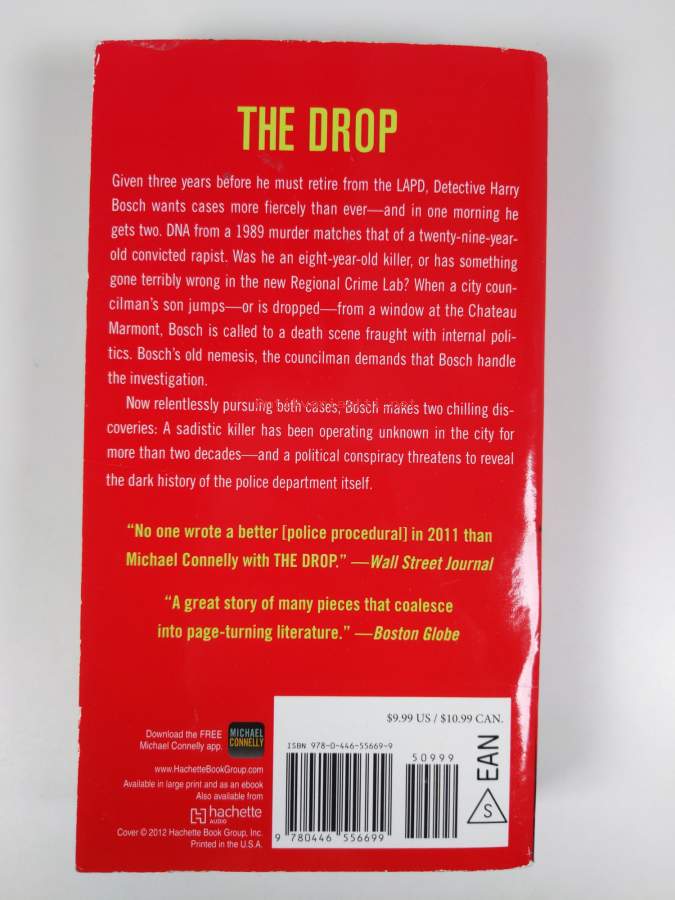 THE DROP
Given three years before he must retire from the LAPD, Detective Harry
Bosch wants cases more fiercely than ever—and in one morning he
gets two. DNA from a 1989 murder matches that of a twenty-nine-year-
old convicted rapist. Was he an eight-year-old killer, or has something
gone terribly wrong in the new Regional Crime Lab? When a city coun-
cilman's son jumps—or is dropped—from a window at the Chateau
Marmont, Bosch is called to a death scene fraught with internal poli-
tics. Bosch's old nemesis, the councilman demands that Bosch handle
the investigation.
Now relentlessly pursuing both cases, Bosch makes two chilling dis-
coveries: A sadistic killer has been operating unknown in the city for
more than two decades—and a political conspiracy threatens to reveal
the dark history of the police department itself.
"No one wrote a better [police procedural] in 2011 than
Michael Connelly with THE DROP." —Wall Street Journal
"A great story of many pieces that coalesce
into page-turning literature." —Boston Globe
Download the FREE
Michael Connelly app.
MICHAEL
CONNELLY
www.HachetteBookGroup.com
Available in large print and as an ebook
Also available from
hachette
AUDIO
Cover © 2012 Hachette Book Group, Inc.
Printed in the U.S.A.
$9.99 US / $10.99 CAN.
ISBN 978-0-446-55669-9
50999
9 780446 556699
EAN
S